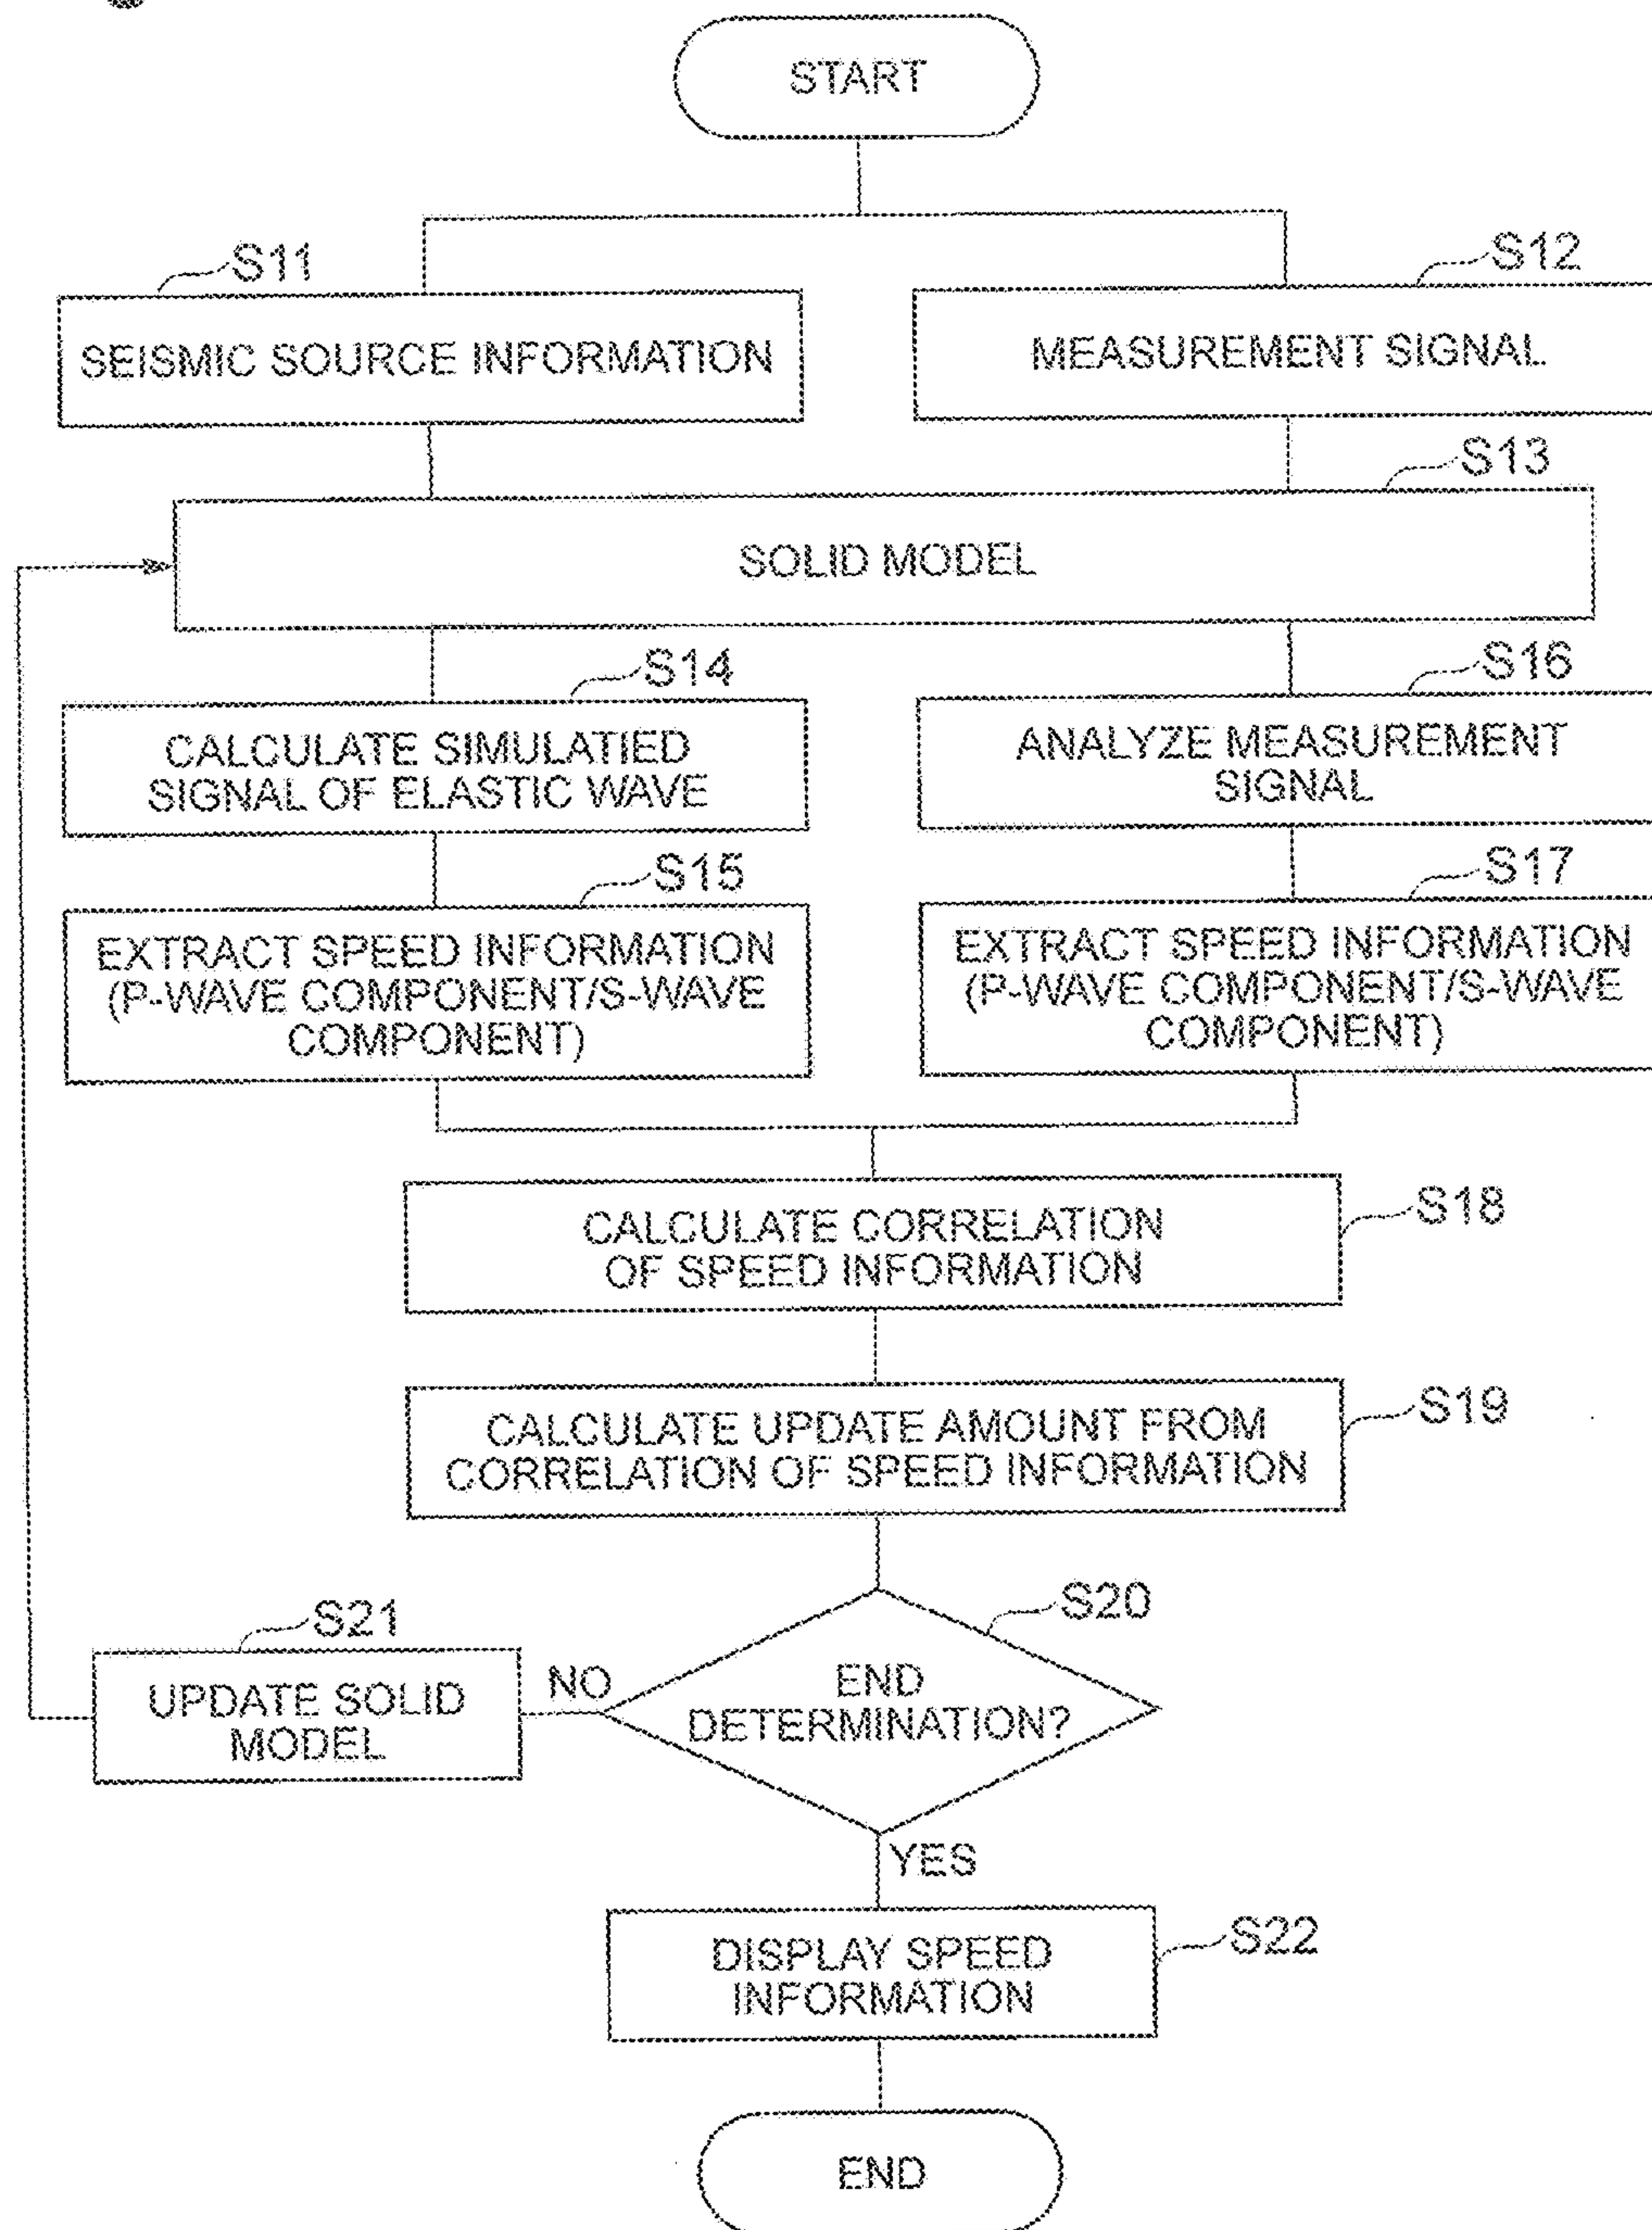 START
S11
SEISMIC SOURCE INFORMATION
S12
MEASUREMENT SIGNAL
S13
SOLID MODEL
S14
CALCULATE SIMULATIED
SIGNAL OF ELASTIC WAVE
S16
ANALYZE MEASUREMENT
SIGNAL
S15
EXTRACT SPEED INFORMATION
(P-WAVE COMPONENT/S-WAVE
COMPONENT)
S17
EXTRACT SPEED INFORMATION
(P-WAVE COMPONENT/S-WAVE
COMPONENT)
S18
CALCULATE CORRELATION
OF SPEED INFORMATION
S19
CALCULATE UPDATE AMOUNT FROM
CORRELATION OF SPEED INFORMATION
S20
END
DETERMINATION?
NO
S21
UPDATE SOLID
MODEL
YES
S22
DISPLAY SPEED
INFORMATION
END